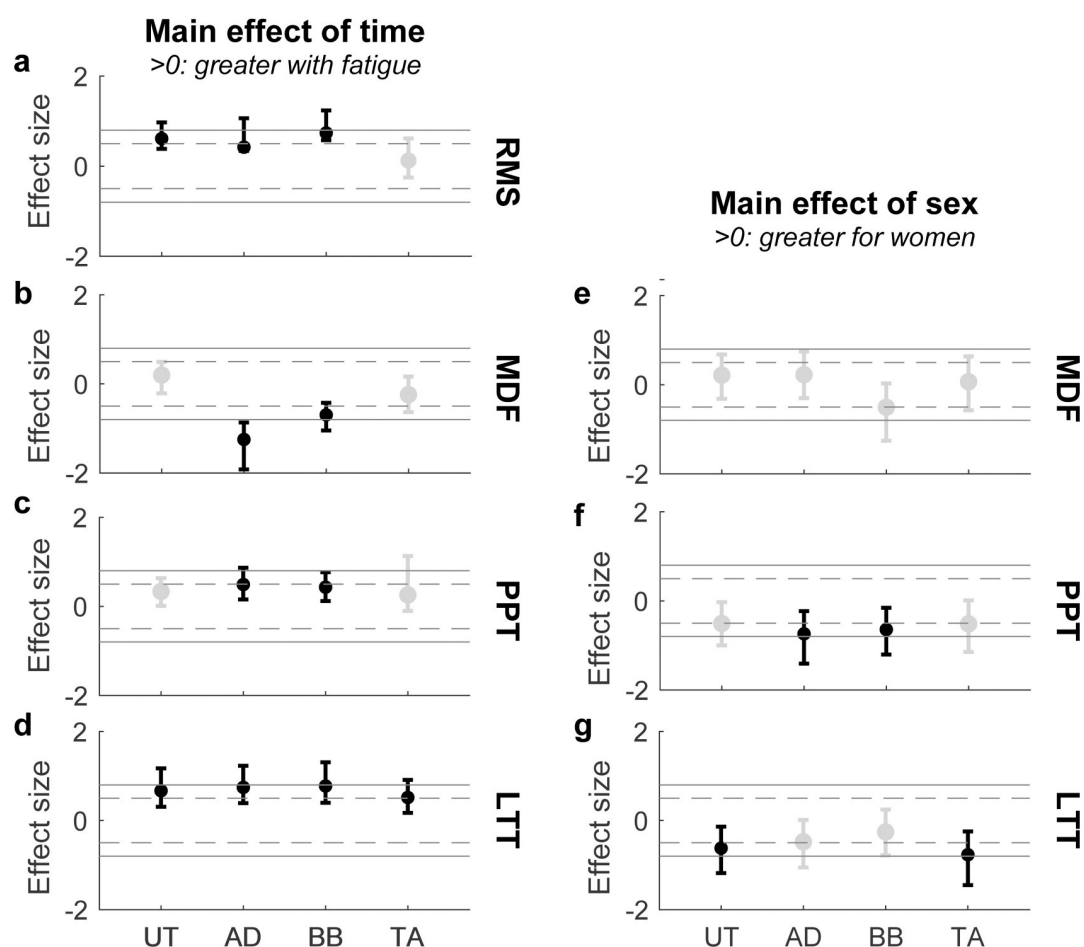 Main effect of time
>0: greater with fatigue
a
2
0
-2
Effect size
RMS
b
2
0
-2
Effect size
MDF
c
2
0
-2
Effect size
PPT
d
2
0
-2
Effect size
LTT
UT AD BB TA
Main effect of sex
>0: greater for women
e
2
0
-2
Effect size
MDF
f
2
0
-2
Effect size
PPT
g
2
0
-2
Effect size
LTT
UT AD BB TA